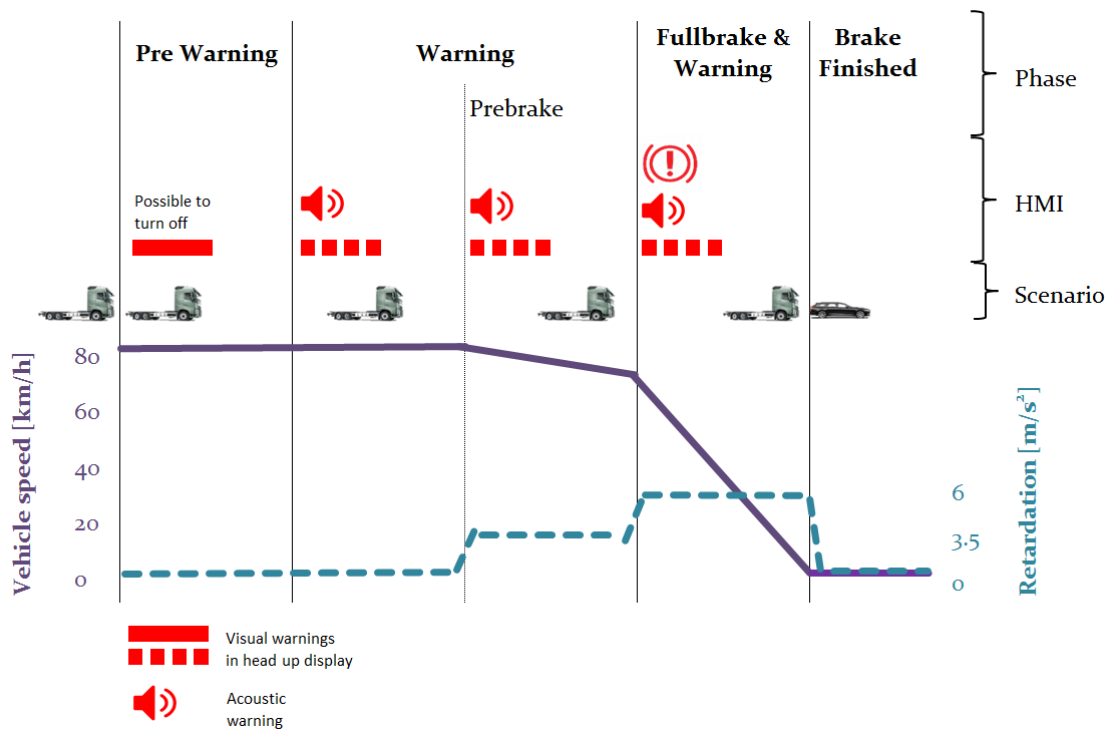 Pre Warning
Warning
Fullbrake &
Warning
Brake
Finished
Phase
Prebrake
Possible to
turn off
HMI
Scenario
Vehicle speed [km/h]
80
60
40
20
0
Retardation [m/s²]
6
3.5
0
Visual warnings
in head up display
Acoustic
warning